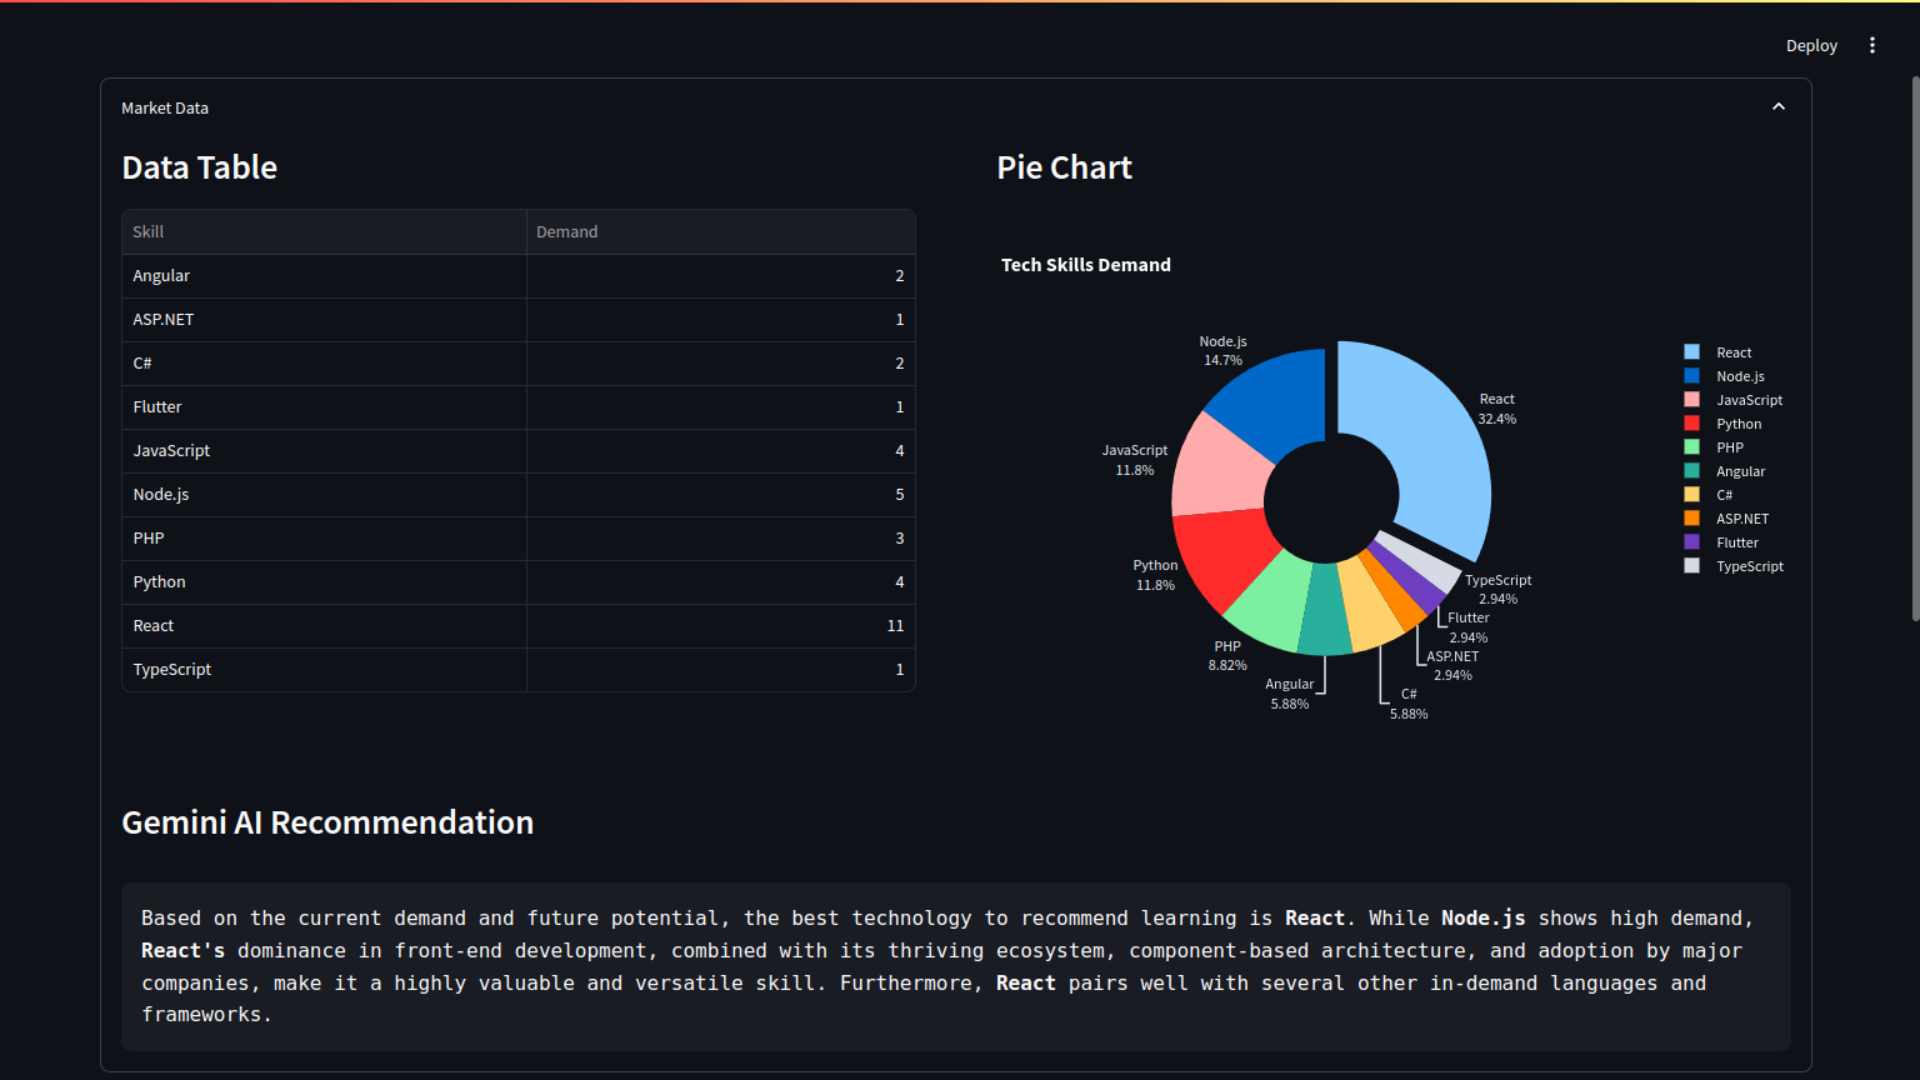 Deploy
Market Data
Data Table
Skill Demand
Angular 2
ASP.NET 1
C# 2
Flutter 1
JavaScript 4
Node.js 5
PHP 3
Python 4
React 11
TypeScript 1
Pie Chart
Tech Skills Demand
Node.js
14.7%
React
32.4%
JavaScript
11.8%
Python
11.8%
PHP
8.82%
Angular
5.88%
C#
5.88%
ASP.NET
2.94%
Flutter
2.94%
TypeScript
2.94%
React
Node.js
JavaScript
Python
PHP
Angular
C#
ASP.NET
Flutter
TypeScript
Gemini AI Recommendation
Based on the current demand and future potential, the best technology to recommend learning is React. While Node.js shows high demand,
React's dominance in front-end development, combined with its thriving ecosystem, component-based architecture, and adoption by major
companies, make it a highly valuable and versatile skill. Furthermore, React pairs well with several other in-demand languages and
frameworks.